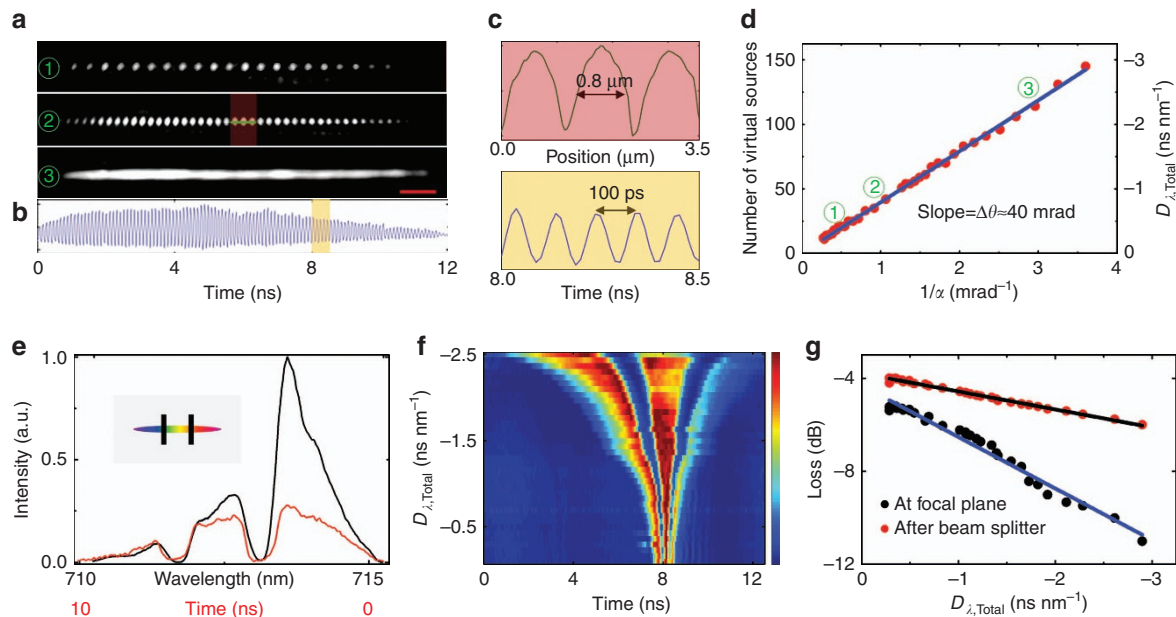 a
1
2
3
b
0 4 8 12
Time (ns)
c
0.8 μm
0.0 3.5
Position (μm)
100 ps
8.0 8.5
Time (ns)
d
Number of virtual sources
150
100
50
0
1
2
3
Slope=Δθ≈40 mrad
−3
−2
−1
0
D λ,Total (ns nm⁻¹)
0 1 2 3 4
1/α (mrad⁻¹)
e
Intensity (a.u.)
1.0
0.5
0.0
710 Wavelength (nm) 715
10 Time (ns) 0
f
D λ,Total (ns nm⁻¹)
−2.5
−1.5
−0.5
0 4 8 12
Time (ns)
g
Loss (dB)
−4
−8
−12
At focal plane
After beam splitter
−1 −2 −3
D λ,Total (ns nm⁻¹)